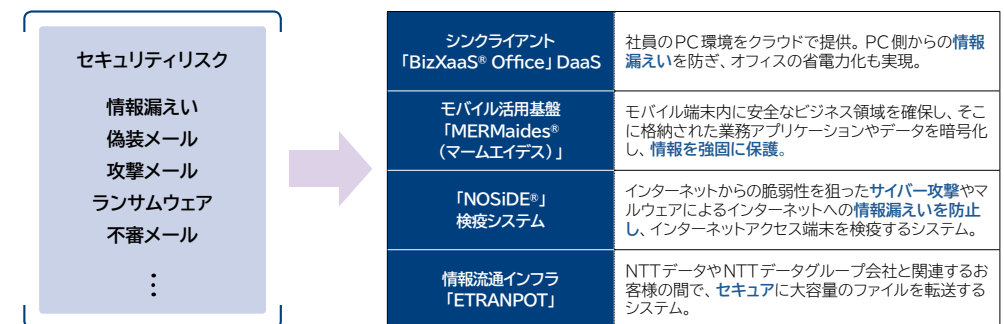 セキュリティリスク
情報漏えい
偽装メール
攻撃メール
ランサムウェア
不審メール
⋮
シンクライアント
「BizXaaS® Office」DaaS
社員のPC環境をクラウドで提供。PC側からの情報
漏えいを防ぎ、オフィスの省電力化も実現。
モバイル活用基盤
「MERMaides®
（マームエイデス）」
モバイル端末内に安全なビジネス領域を確保し、そこ
に格納された業務アプリケーションやデータを暗号化
し、情報を強固に保護。
「NOSiDE®」
検疫システム
インターネットからの脆弱性を狙ったサイバー攻撃やマ
ルウェアによるインターネットへの情報漏えいを防止
し、インターネットアクセス端末を検疫するシステム。
情報流通インフラ
「ETRANPOT」
NTTデータやNTTデータグループ会社と関連するお
客様の間で、セキュアに大容量のファイルを転送する
システム。